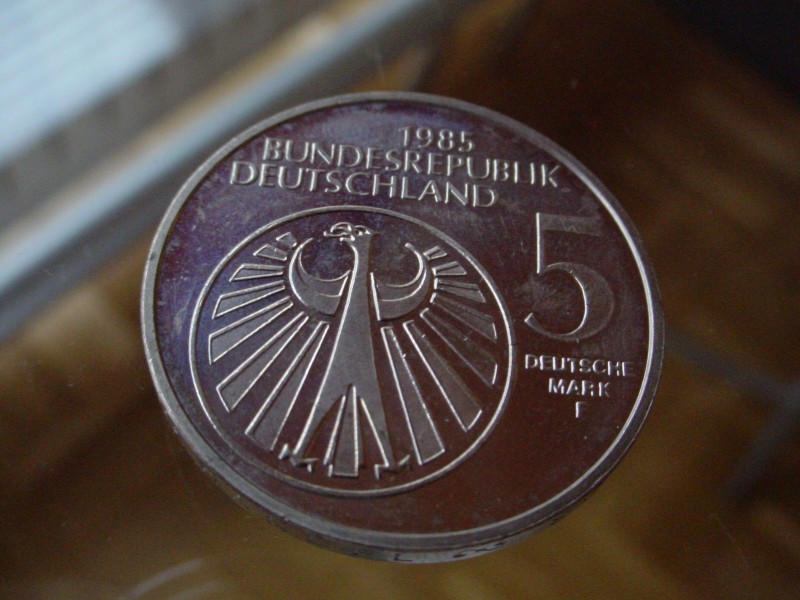 1985
BUNDESREPUBLIK
DEUTSCHLAND
5
DEUTSCHE
MARK
F